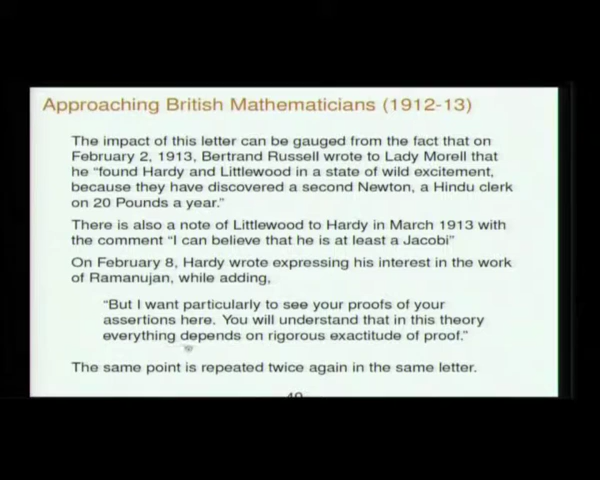 Approaching British Mathematicians (1912-13)
The impact of this letter can be gauged from the fact that on
February 2, 1913, Bertrand Russell wrote to Lady Morell that
he "found Hardy and Littlewood in a state of wild excitement,
because they have discovered a second Newton, a Hindu clerk
on 20 Pounds a year."
There is also a note of Littlewood to Hardy in March 1913 with
the comment "I can believe that he is at least a Jacobi"
On February 8, Hardy wrote expressing his interest in the work
of Ramanujan, while adding,
"But I want particularly to see your proofs of your
assertions here. You will understand that in this theory
everything depends on rigorous exactitude of proof."
The same point is repeated twice again in the same letter.